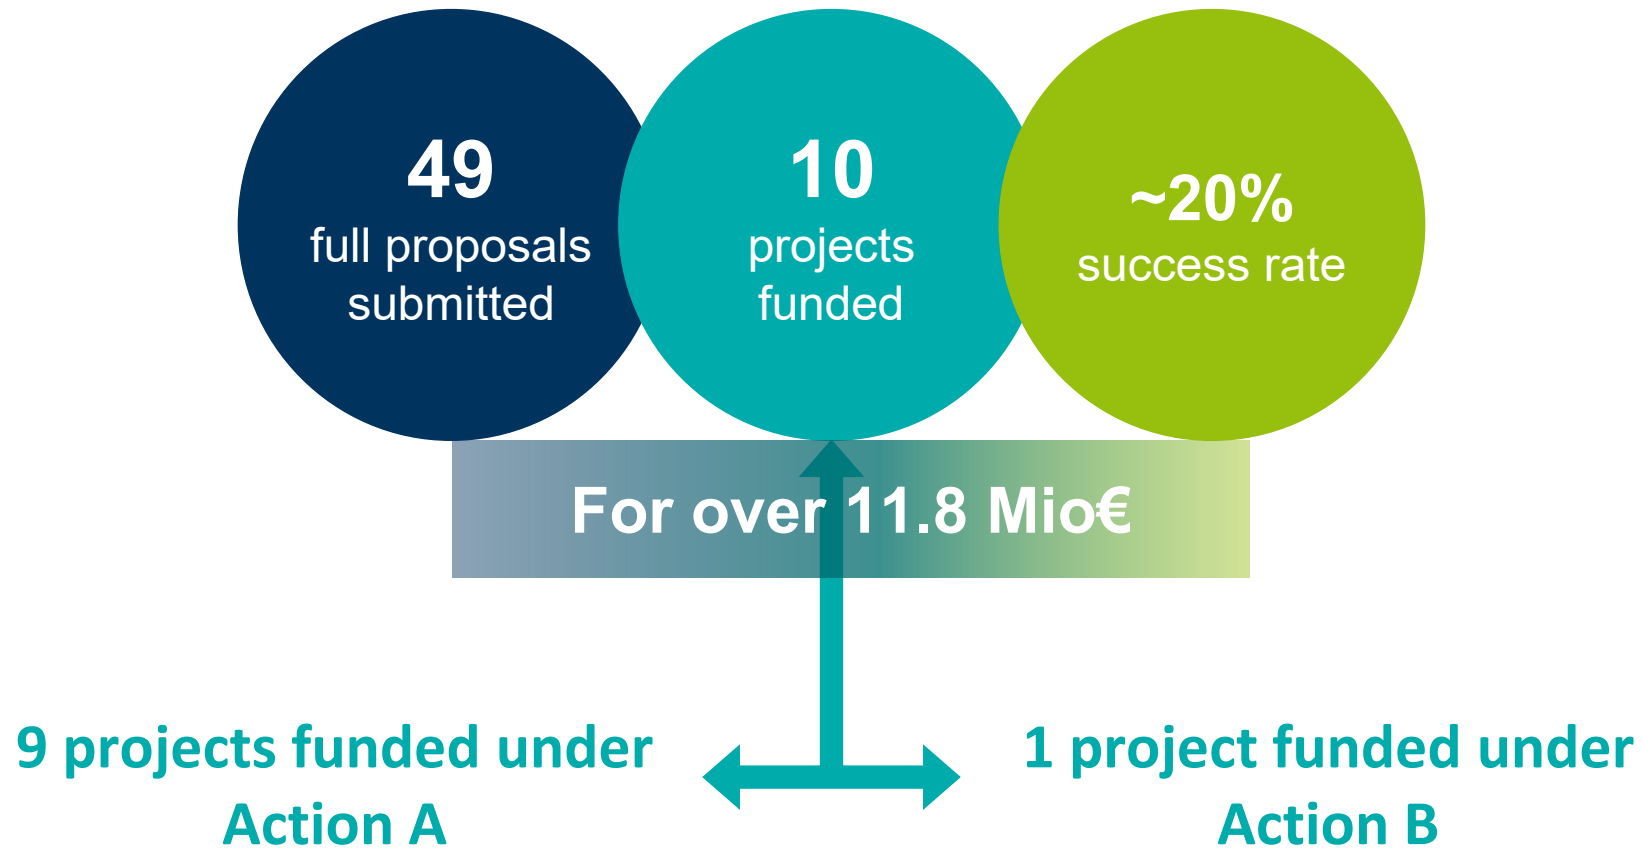 49
full proposals
submitted
10
projects
funded
~20%
success rate
For over 11.8 Mio€
9 projects funded under
Action A
1 project funded under
Action B